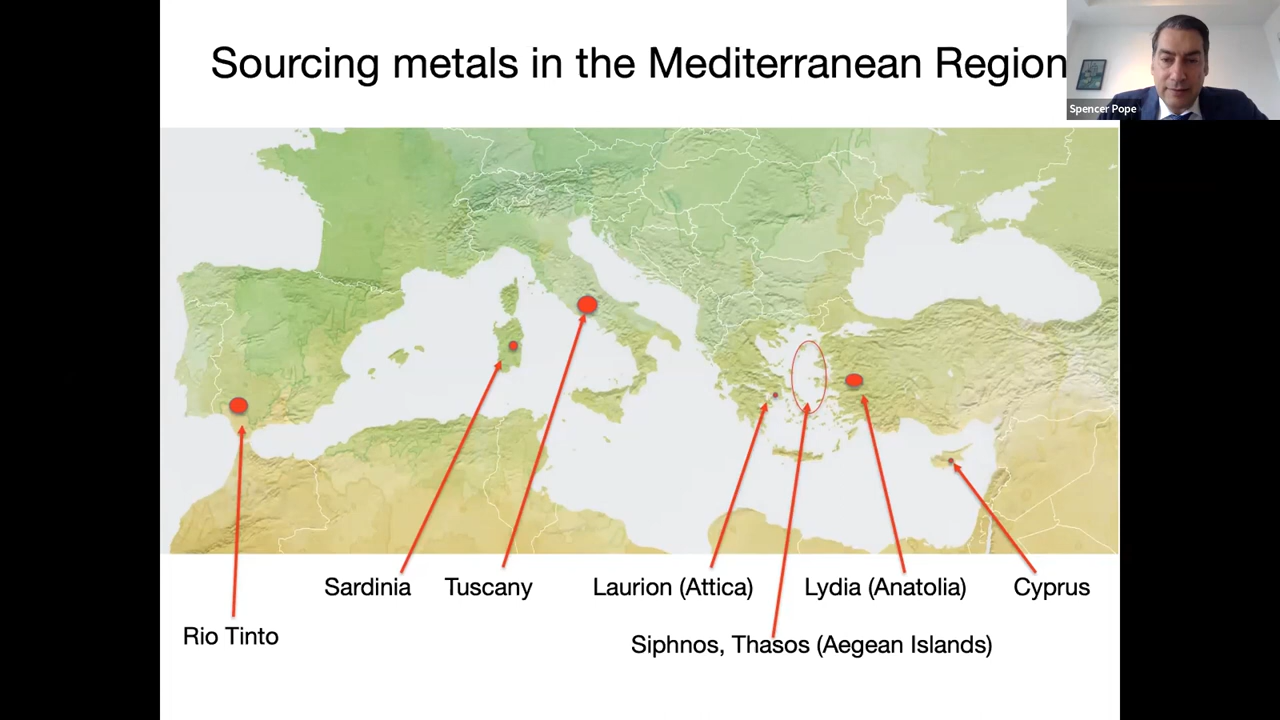 Sourcing metals in the Mediterranean Region
Spencer Pope
Sardinia
Tuscany
Laurion (Attica)
Lydia (Anatolia)
Cyprus
Rio Tinto
Siphnos, Thasos (Aegean Islands)